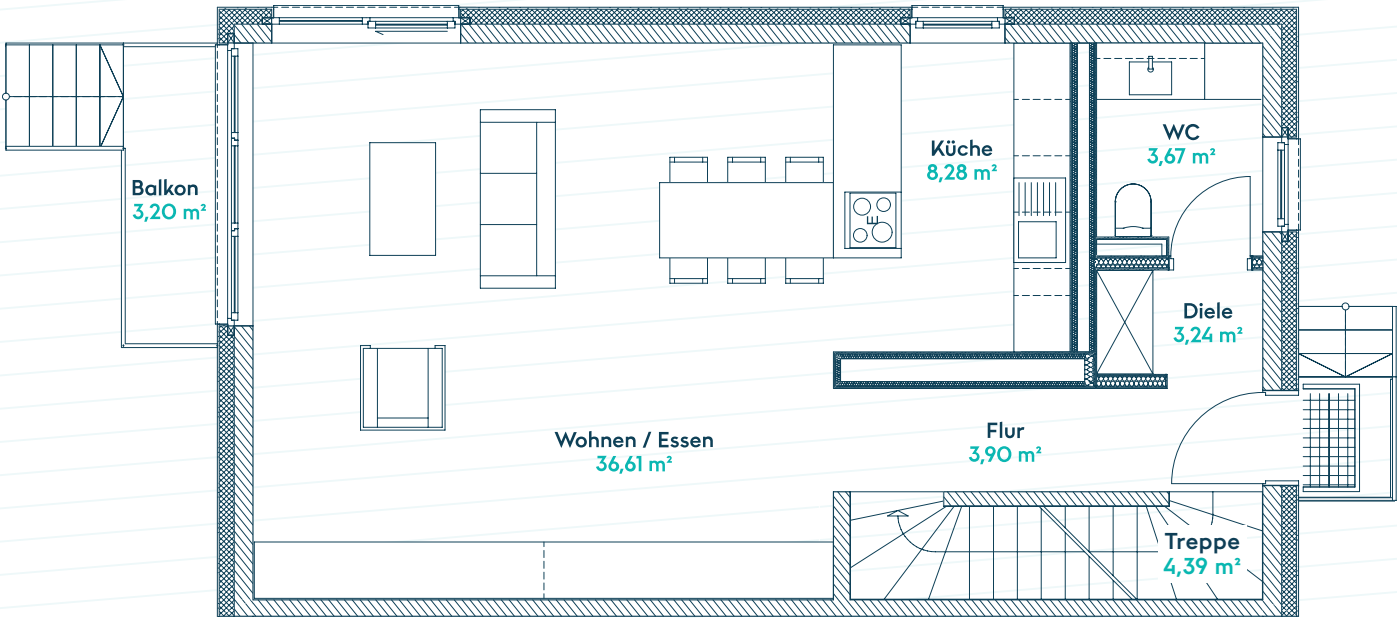 WC
3,67 m²
Küche
8,28 m²
Balkon
3,20 m²
E
Diele
3,24 m²
Wohnen / Essen
36,61 m²
Flur
3,90 m²
Treppe
4,39 m²